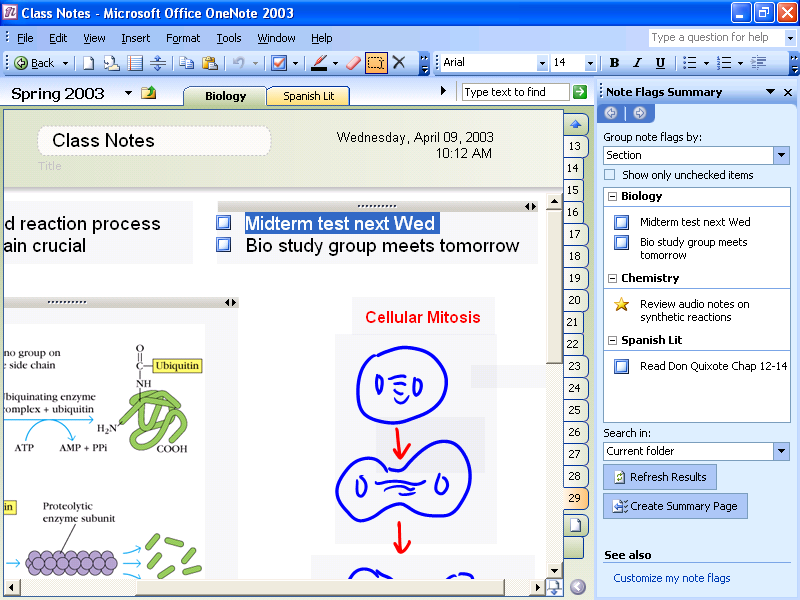 Class Notes - Microsoft Office OneNote 2003
File Edit View Insert Format Tools Window Help
Type a question for help
Back
Arial
14
B I U
Spring 2003
Biology
Spanish Lit
Type text to find
Class Notes
Title
Wednesday, April 09, 2003
10:12 AM
d reaction process
ain crucial
Midterm test next Wed
Bio study group meets tomorrow
Cellular Mitosis
no group on
side chain
O
C
Ubiquitin
NH
Ubiquinating enzyme
complex + ubiquitin
H2N
ATP
AMP + PPi
COOH
in
Proteolytic
enzyme subunit
13
14
15
16
17
18
19
20
21
22
23
24
25
26
27
28
29
Note Flags Summary
Group note flags by:
Section
Show only unchecked items
Biology
Midterm test next Wed
Bio study group meets
tomorrow
Chemistry
Review audio notes on
synthetic reactions
Spanish Lit
Read Don Quixote Chap 12-14
Search in:
Current folder
Refresh Results
Create Summary Page
See also
Customize my note flags